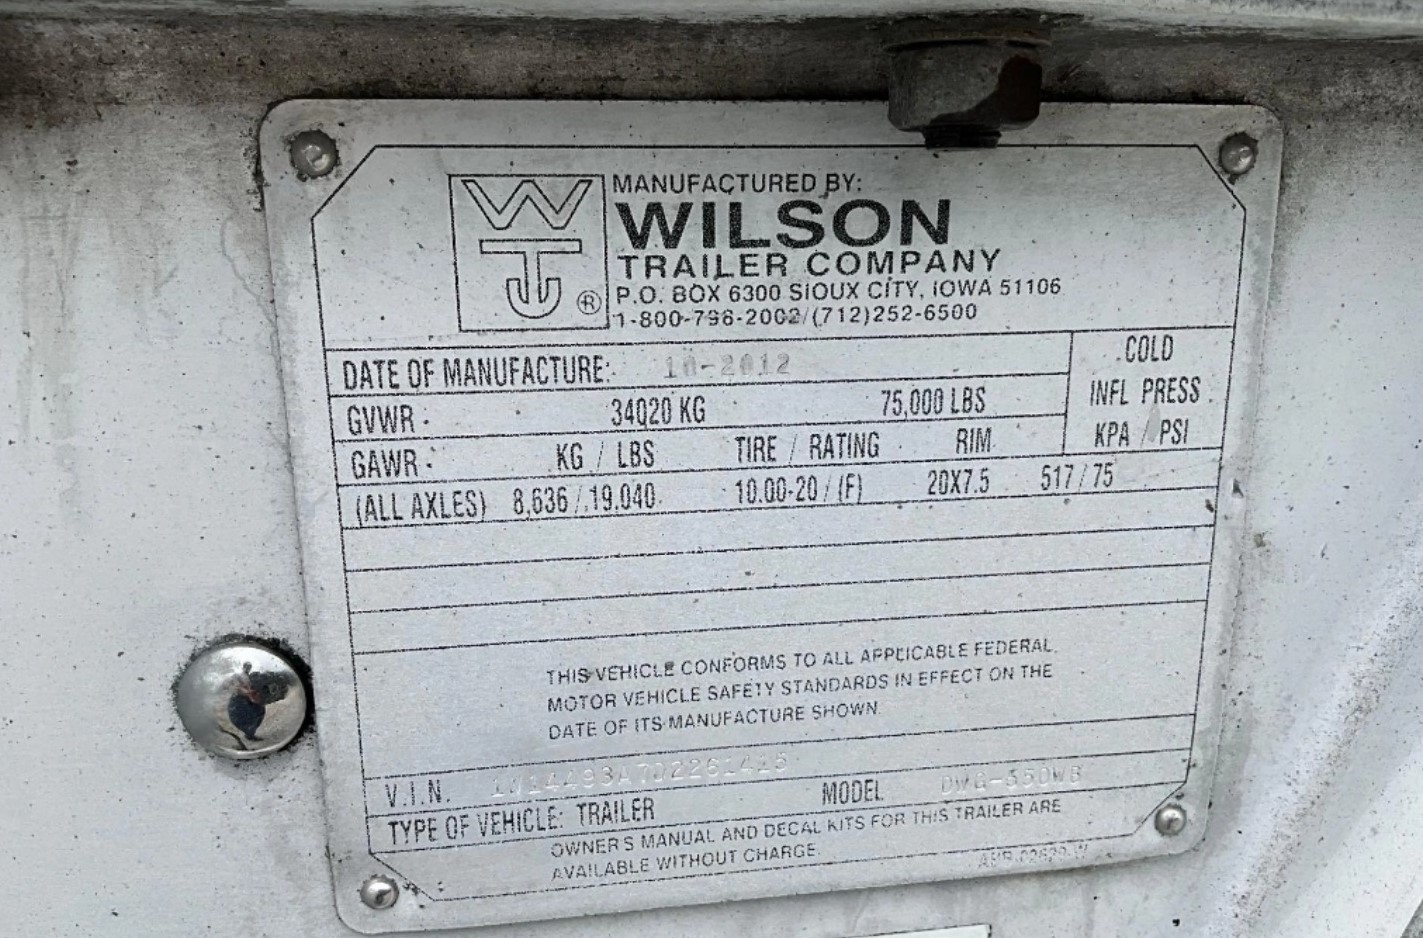 WTJ ®
MANUFACTURED BY:
WILSON
TRAILER COMPANY
P.O. BOX 6300 SIOUX CITY, IOWA 51106
1-800-798-2002/(712)252-6500
DATE OF MANUFACTURE: 10-2012
GVWR 34020 KG 75,000 LBS
COLD
INFL PRESS
KPA / PSI
GAWR KG / LBS TIRE / RATING RIM
(ALL AXLES) 8,636 / 19,040 10.00-20 / (F) 20X7.5 517 / 75
THIS VEHICLE CONFORMS TO ALL APPLICABLE FEDERAL
MOTOR VEHICLE SAFETY STANDARDS IN EFFECT ON THE
DATE OF ITS MANUFACTURE SHOWN.
V.I.N.
TYPE OF VEHICLE: TRAILER MODEL
OWNER'S MANUAL AND DECAL KITS FOR THIS TRAILER ARE
AVAILABLE WITHOUT CHARGE.